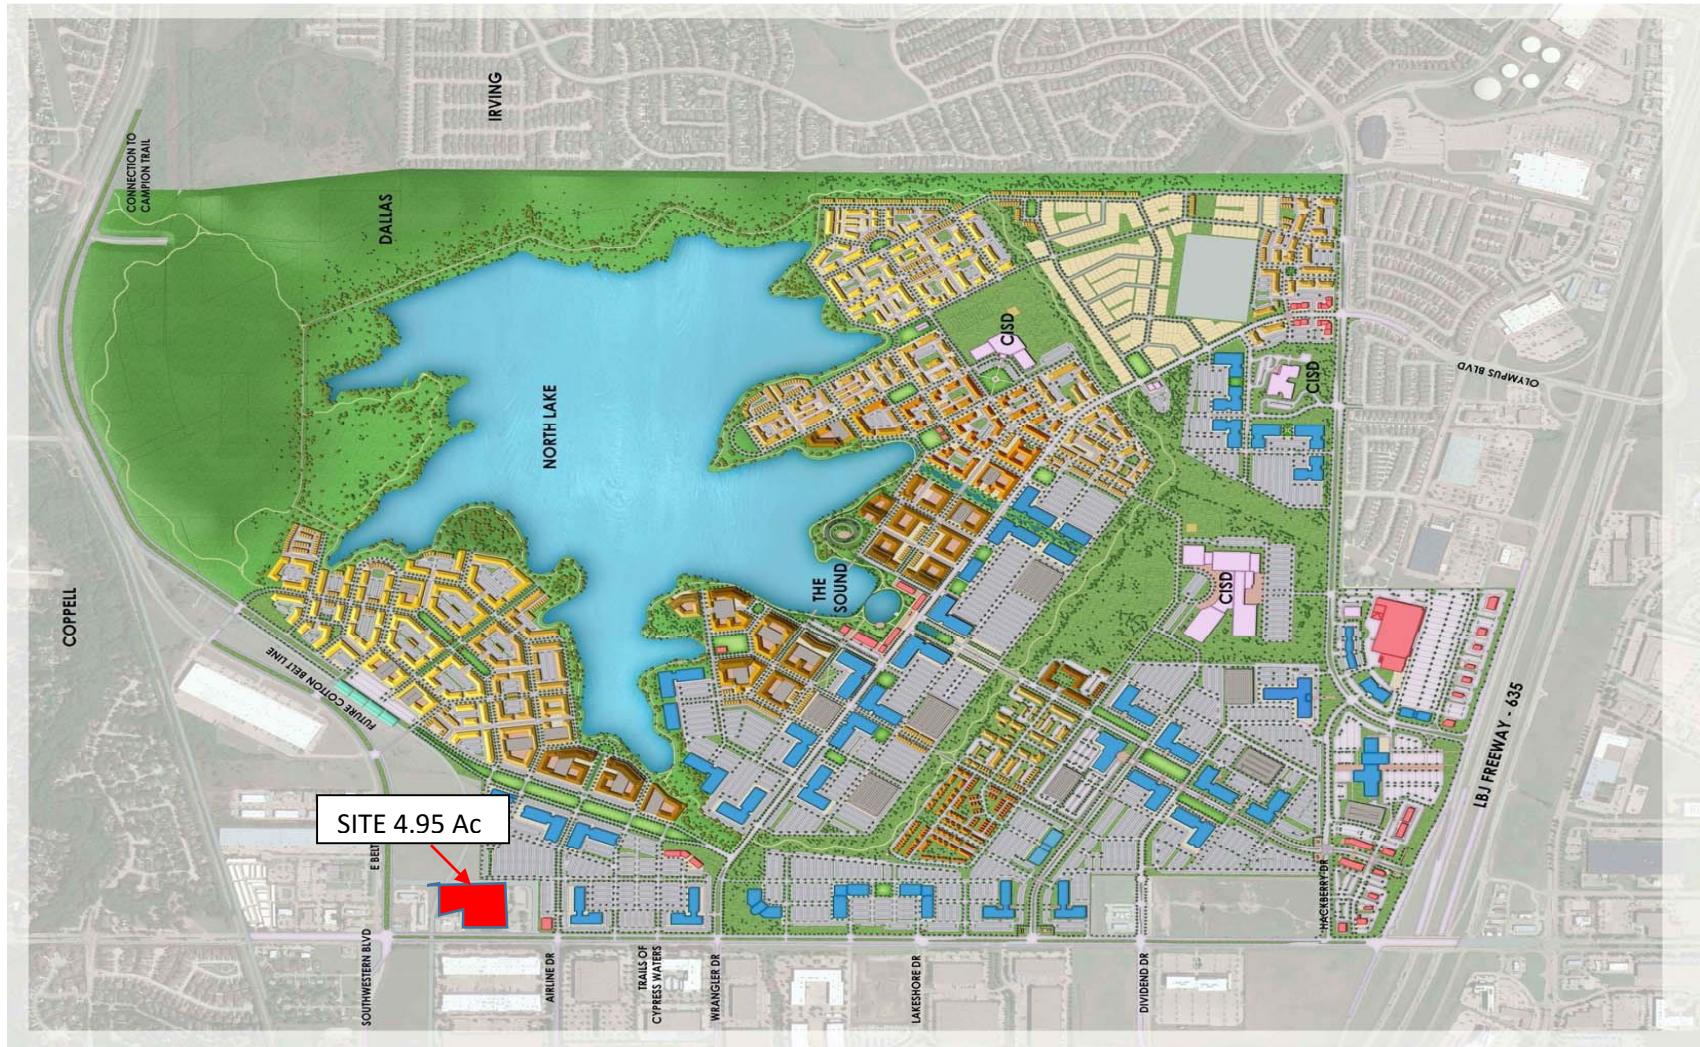 IRVING
CONNECTION TO
CAMPION TRAIL
DALLAS
CISD
OLYMPUS BLVD
CISD
NORTH LAKE
THE
SOUND
CISD
COPPELL
FUTURE COTTON BELT LINE
LBJ FREEWAY - 635
SITE 4.95 Ac
E BELT
HACKBERRY DR
SOUTHWESTERN BLVD
AIRLINE DR
TRAILS OF
CYPRESS WATERS
WRANGLER DR
LAKESHORE DR
DIVIDEND DR